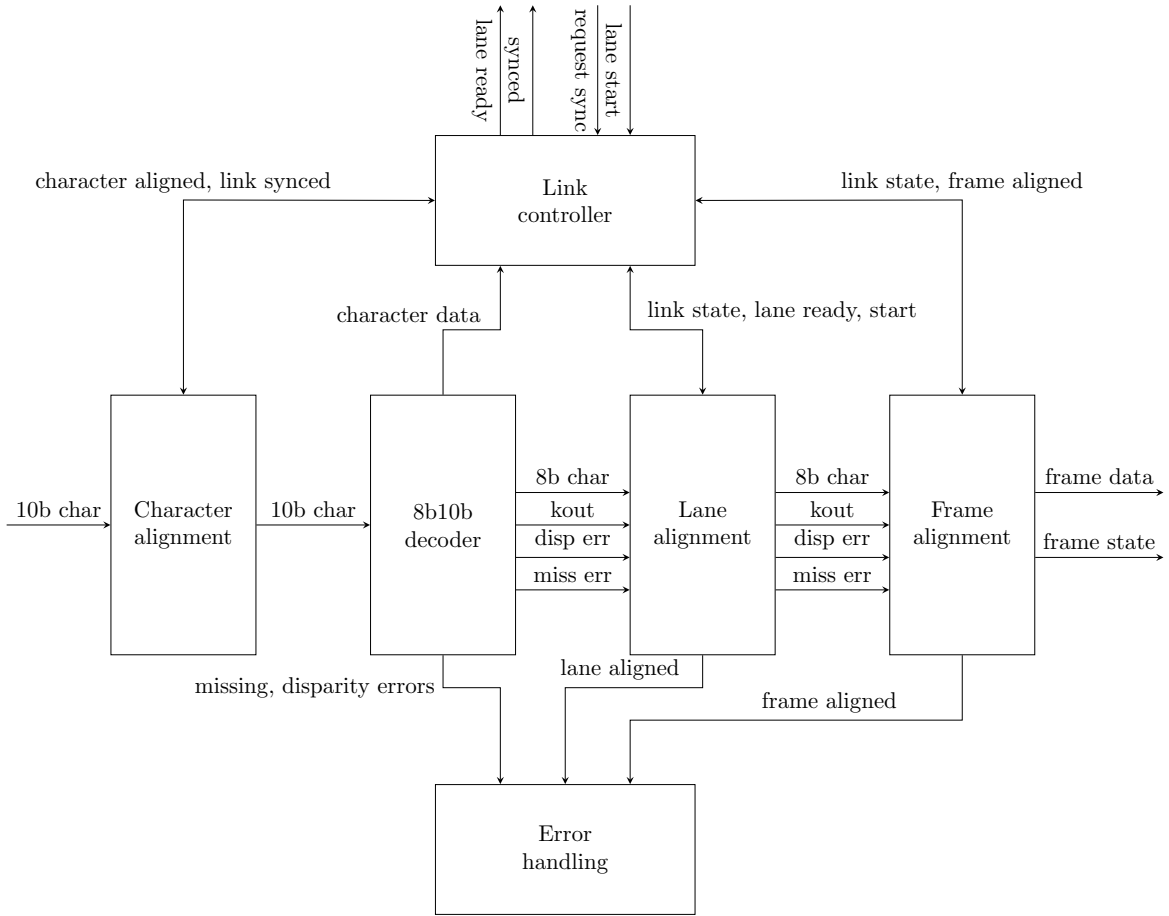 lane ready
synced
request sync
lane start
character aligned, link synced
Link
controller
link state, frame aligned
character data
link state, lane ready, start
10b char
Character
alignment
10b char
8b10b
decoder
8b char
kout
disp err
miss err
Lane
alignment
8b char
kout
disp err
miss err
Frame
alignment
frame data
frame state
missing, disparity errors
lane aligned
frame aligned
Error
handling